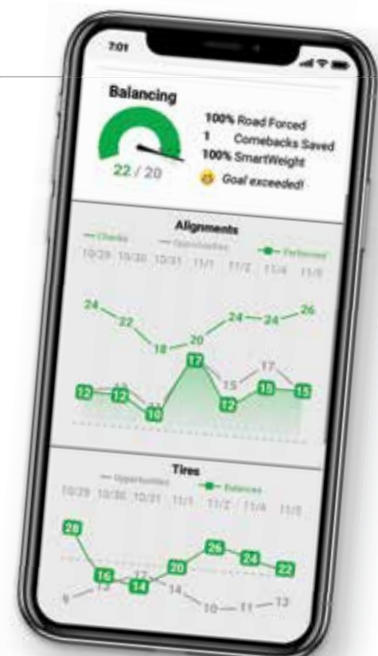 7:01
Balancing
100% Road Forced
1 Comebacks Saved
100% SmartWeight
22 / 20
Goal exceeded!
Alignments
Checks Opportunities Performed
10/29 10/30 10/31 11/1 11/2 11/4 11/5
24 22 18 20 24 24 26
17 15 17
12 12 10 12 15 15
Tires
Opportunities Balances
10/29 10/30 10/31 11/1 11/2 11/4 11/5
28 16 14 20 26 24 22
9 13 17 14 10 11 13